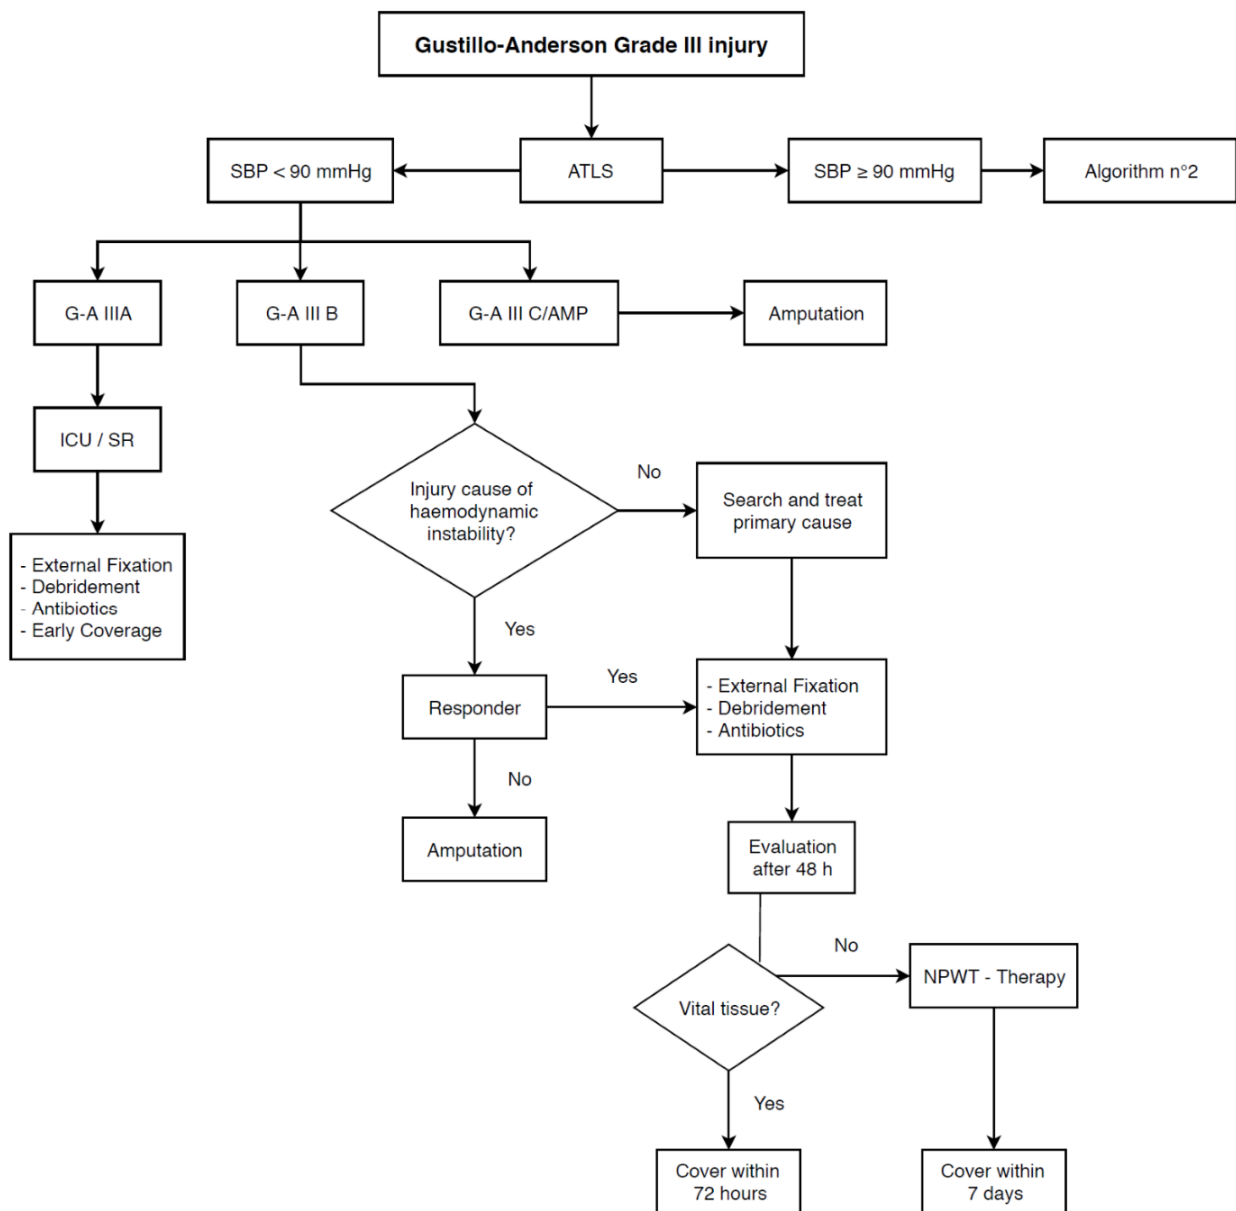 Gustillo-Anderson Grade III injury
SBP < 90 mmHg
ATLS
SBP ≥ 90 mmHg
Algorithm n°2
G-A IIIA
G-A III B
G-A III C/AMP
Amputation
ICU / SR
Injury cause of
haemodynamic
instability?
No
Search and treat
primary cause
- External Fixation
- Debridement
- Antibiotics
- Early Coverage
Yes
Responder
Yes
- External Fixation
- Debridement
- Antibiotics
No
Amputation
Evaluation
after 48 h
Vital tissue?
No
NPWT - Therapy
Yes
Cover within
72 hours
Cover within
7 days